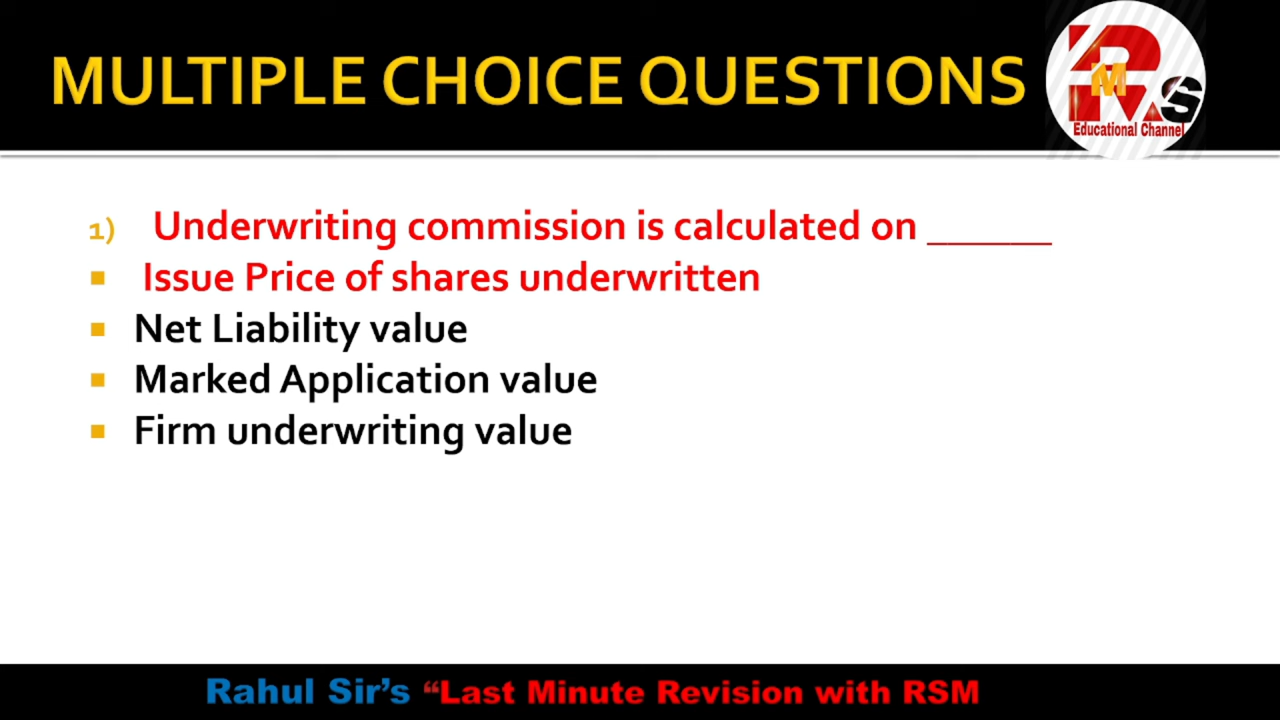 MULTIPLE CHOICE QUESTIONS
RMS
Educational Channel
1) Underwriting commission is calculated on ______
Issue Price of shares underwritten
Net Liability value
Marked Application value
Firm underwriting value
Rahul Sir's “Last Minute Revision with RSM